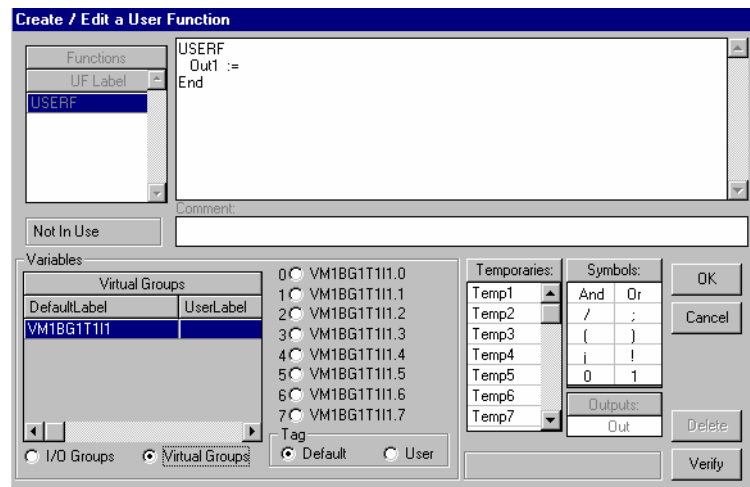 Create / Edit a User Function
Functions
UF Label
USERF
USERF
Out1 :=
End
Not In Use
Comment:
Variables
Virtual Groups
DefaultLabel UserLabel
VM1BG1T1I1
I/O Groups Virtual Groups
0 VM1BG1T1I1.0
1 VM1BG1T1I1.1
2 VM1BG1T1I1.2
3 VM1BG1T1I1.3
4 VM1BG1T1I1.4
5 VM1BG1T1I1.5
6 VM1BG1T1I1.6
7 VM1BG1T1I1.7
Tag
Default User
Temporaries:
Temp1
Temp2
Temp3
Temp4
Temp5
Temp6
Temp7
Symbols:
And Or
/ ;
( )
¡ !
0 1
Outputs:
Out
OK
Cancel
Delete
Verify